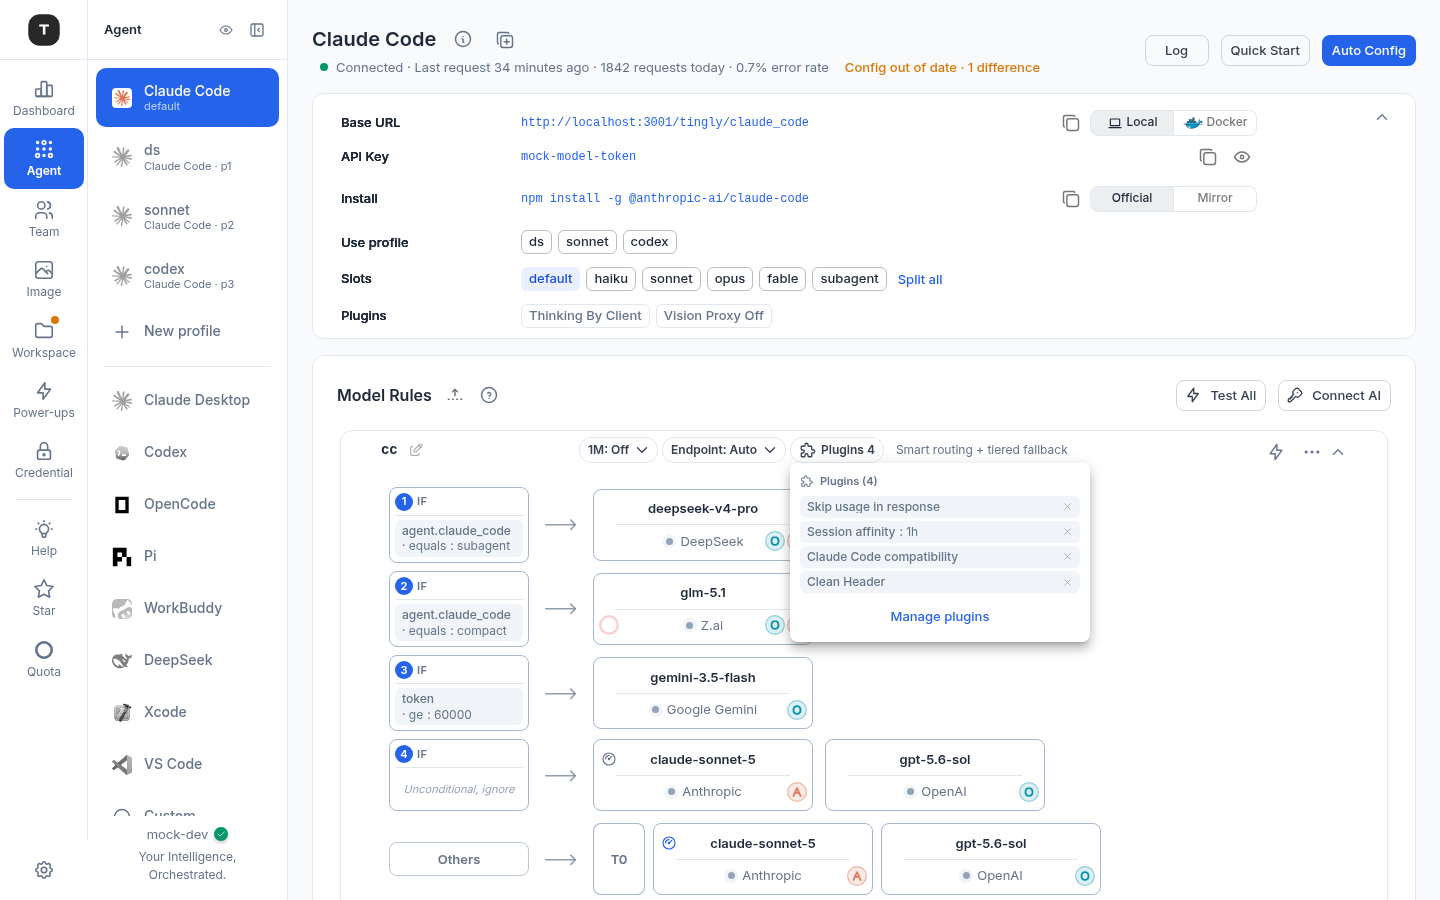 T
Agent
Dashboard
Agent
Team
Image
Workspace
Power-ups
Credential
Help
Star
Quota
Claude Code
default
ds
Claude Code · p1
sonnet
Claude Code · p2
codex
Claude Code · p3
New profile
Claude Desktop
Codex
OpenCode
Pi
WorkBuddy
DeepSeek
Xcode
VS Code
Custom
mock-dev
Your Intelligence,
Orchestrated.
Claude Code
Connected · Last request 34 minutes ago · 1842 requests today · 0.7% error rate Config out of date · 1 difference
Log Quick Start Auto Config
Base URL http://localhost:3001/tingly/claude_code Local Docker
API Key mock-model-token
Install npm install -g @anthropic-ai/claude-code Official Mirror
Use profile ds sonnet codex
Slots default haiku sonnet opus fable subagent Split all
Plugins Thinking By Client Vision Proxy Off
Model Rules Test All Connect AI
cc 1M: Off Endpoint: Auto Plugins 4 Smart routing + tiered fallback
Plugins (4)
Skip usage in response
Session affinity : 1h
Claude Code compatibility
Clean Header
Manage plugins
1 IF
agent.claude_code
· equals : subagent
deepseek-v4-pro
DeepSeek O
2 IF
agent.claude_code
· equals : compact
glm-5.1
Z.ai O
3 IF
token
· ge : 60000
gemini-3.5-flash
Google Gemini O
4 IF
Unconditional, ignore
claude-sonnet-5
Anthropic A
gpt-5.6-sol
OpenAI O
Others
T0
claude-sonnet-5
Anthropic A
gpt-5.6-sol
OpenAI O